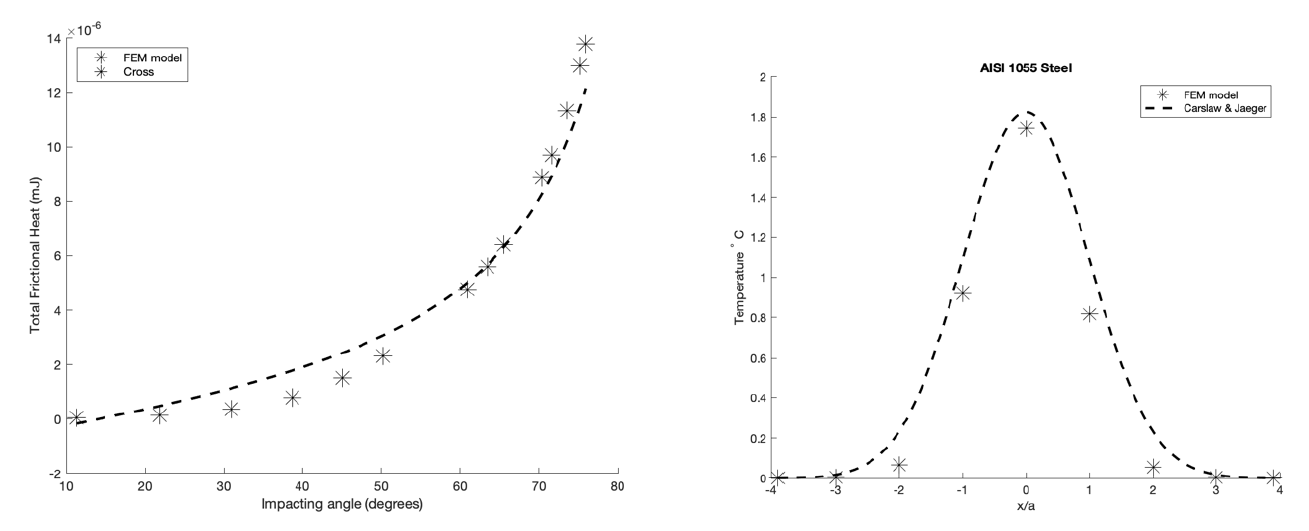 ×10⁻⁶
14
12
10
8
6
4
2
0
-2
Total Frictional Heat (mJ)
FEM model
Cross
10 20 30 40 50 60 70 80
Impacting angle (degrees)
AISI 1055 Steel
2
1.8
1.6
1.4
1.2
1
0.8
0.6
0.4
0.2
0
Temperature ° C
FEM model
Carslaw & Jaeger
-4 -3 -2 -1 0 1 2 3 4
x/a